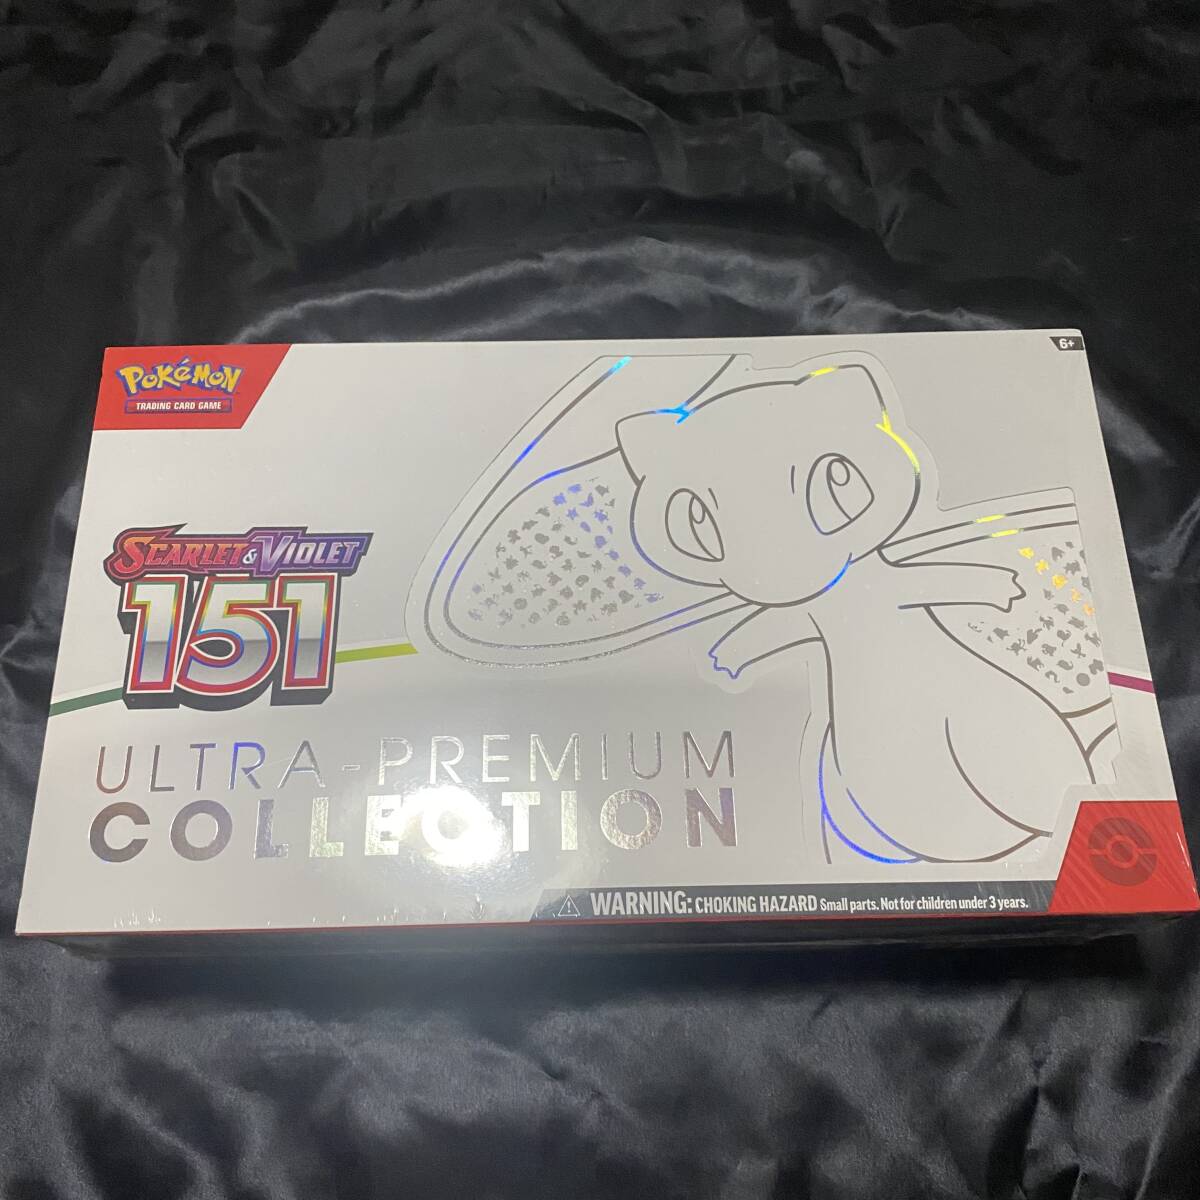 6+
POKÉMON
TRADING CARD GAME
SCARLET & VIOLET
151
ULTRA-PREMIUM
COLLECTION
WARNING: CHOKING HAZARD Small parts. Not for children under 3 years.